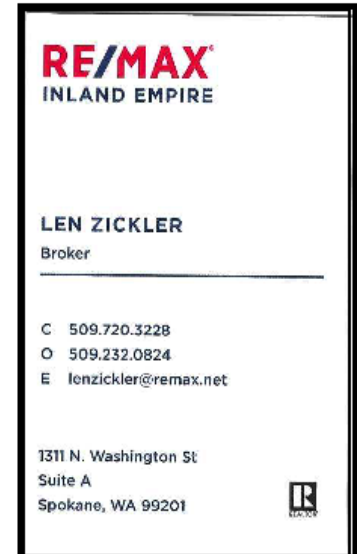 RE/MAX®
INLAND EMPIRE
LEN ZICKLER
Broker
C 509.720.3228
O 509.232.0824
E lenzickler@remax.net
1311 N. Washington St
Suite A
Spokane, WA 99201
REALTOR